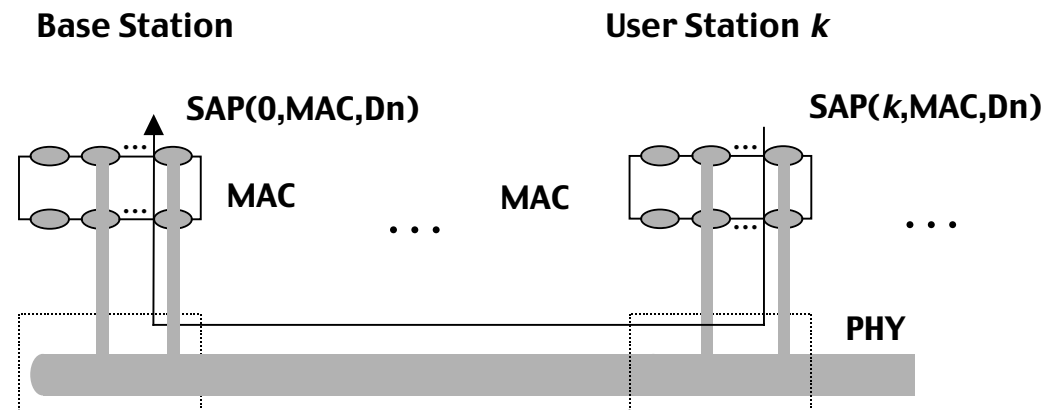 Base Station
User Station k
SAP(0,MAC,Dn)
SAP(k,MAC,Dn)
...
...
MAC
MAC
...
...
...
...
PHY